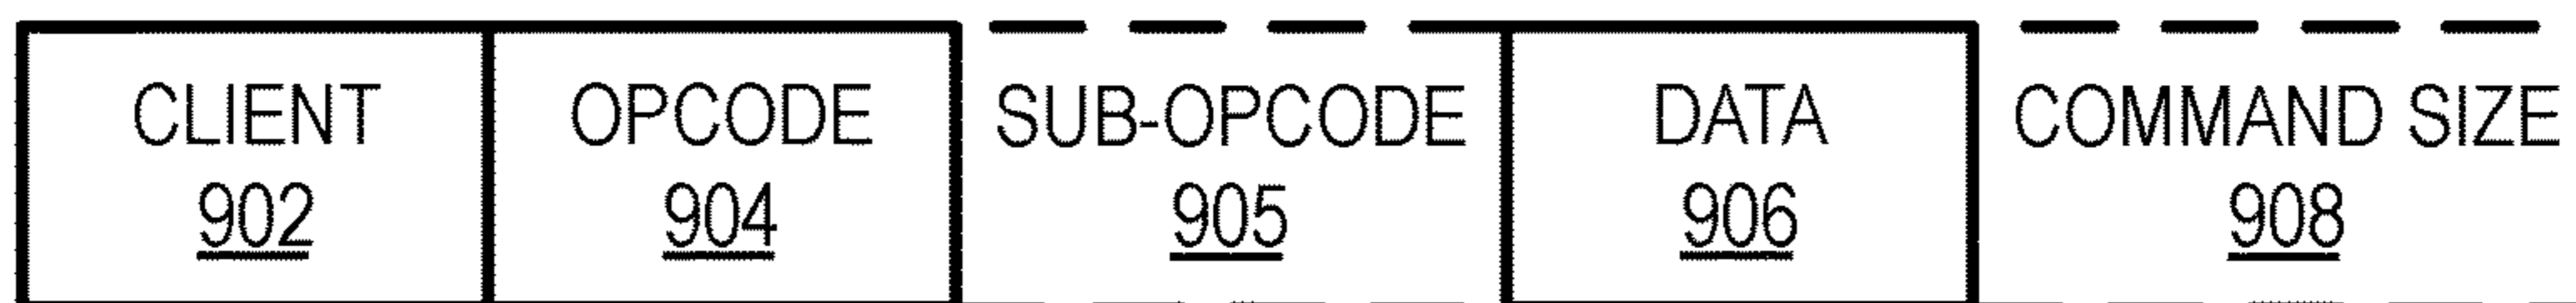 CLIENT OPCODE SUB-OPCODE DATA COMMAND SIZE
902 904 905 906 908